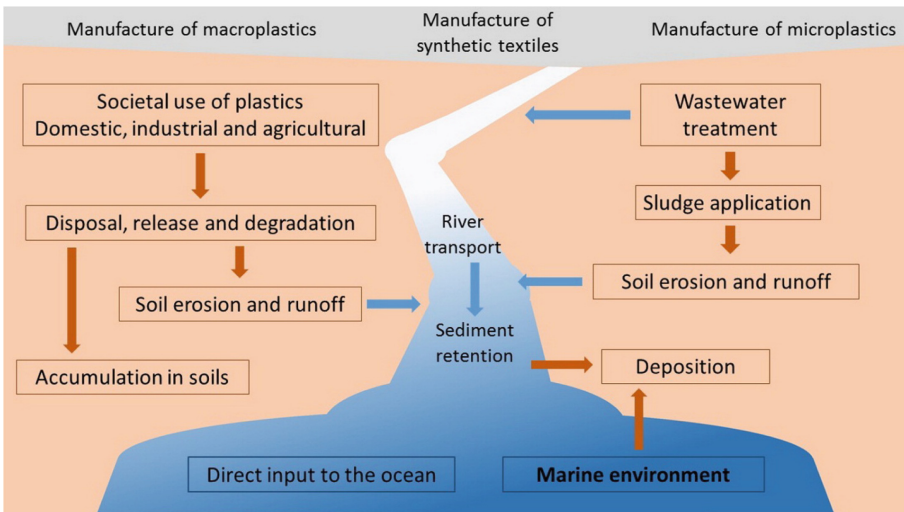 Manufacture of macroplastics
Manufacture of
synthetic textiles
Manufacture of microplastics
Societal use of plastics
Domestic, industrial and agricultural
Wastewater
treatment
Disposal, release and degradation
Sludge application
River
transport
Soil erosion and runoff
Soil erosion and runoff
Sediment
retention
Accumulation in soils
Deposition
Direct input to the ocean
Marine environment